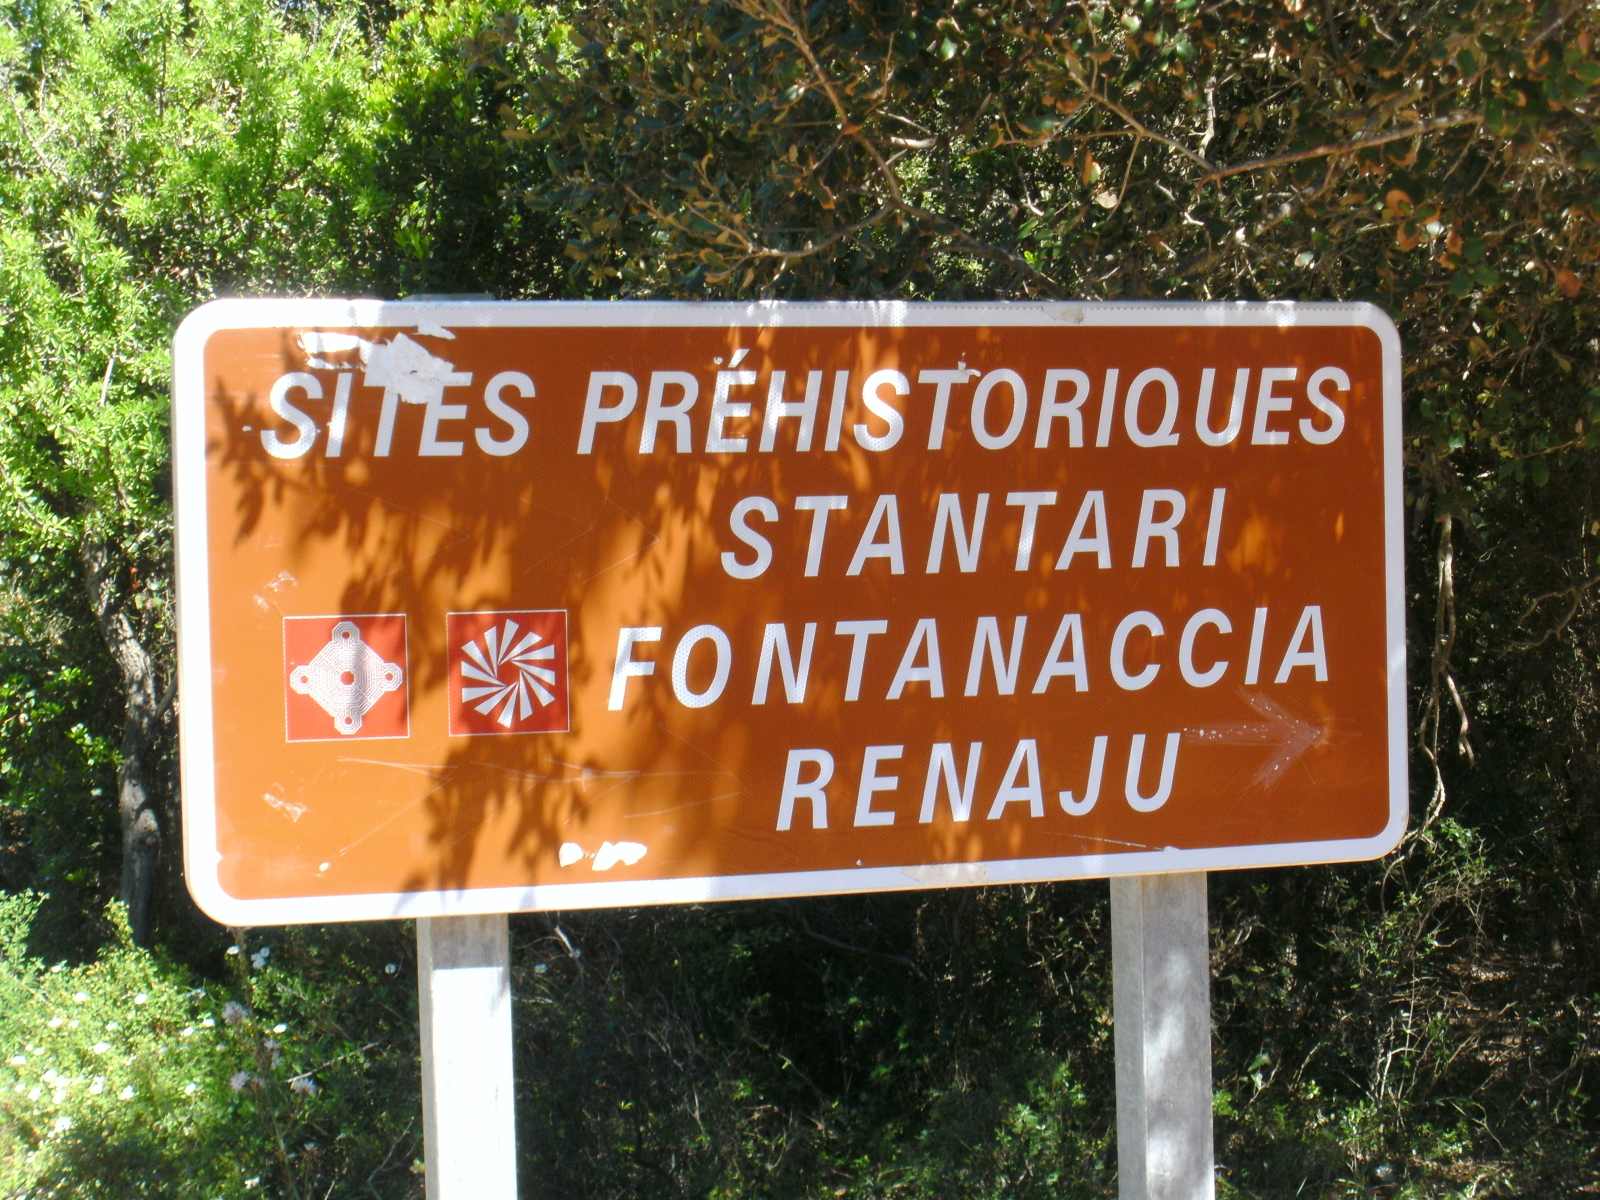 SITES PRÉHISTORIQUES
STANTARI
FONTANACCIA
RENAJU